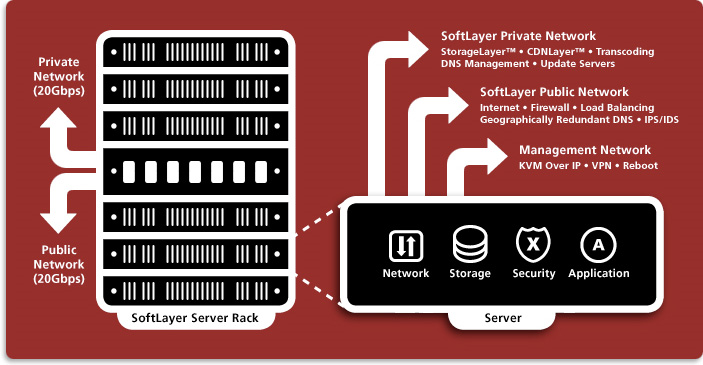 Private
Network
(20Gbps)
Public
Network
(20Gbps)
SoftLayer Server Rack
SoftLayer Private Network
StorageLayer™ • CDNLayer™ • Transcoding
DNS Management • Update Servers
SoftLayer Public Network
Internet • Firewall • Load Balancing
Geographically Redundant DNS • IPS/IDS
Management Network
KVM Over IP • VPN • Reboot
X
A
Network
Storage
Security
Application
Server